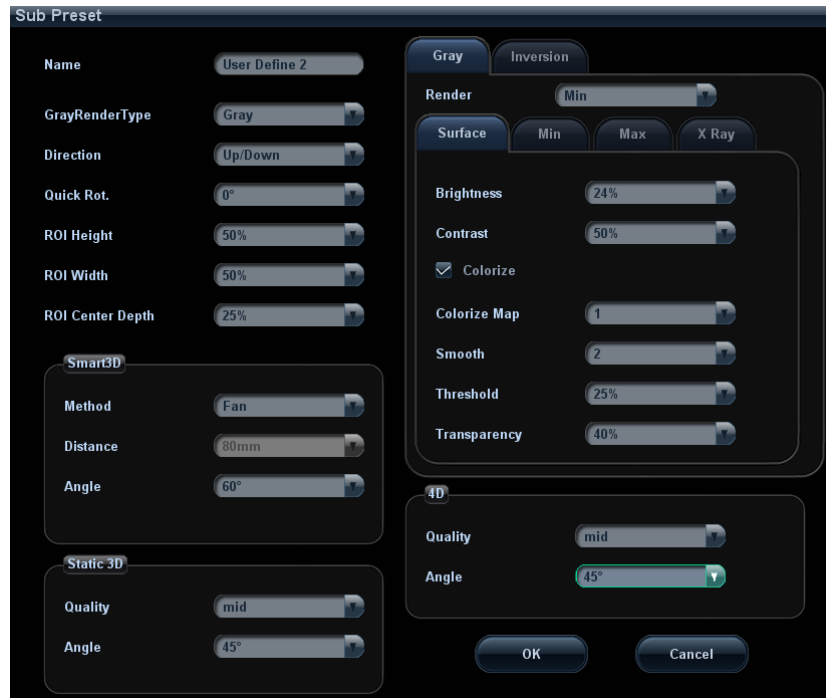 Sub Preset
Name User Define 2
GrayRenderType Gray
Direction Up/Down
Quick Rot. 0°
ROI Height 50%
ROI Width 50%
ROI Center Depth 25%
Smart3D
Method Fan
Distance 80mm
Angle 60°
Static 3D
Quality mid
Angle 45°
Gray Inversion
Render Min
Surface Min Max X Ray
Brightness 24%
Contrast 50%
Colorize
Colorize Map 1
Smooth 2
Threshold 25%
Transparency 40%
4D
Quality mid
Angle 45°
OK Cancel